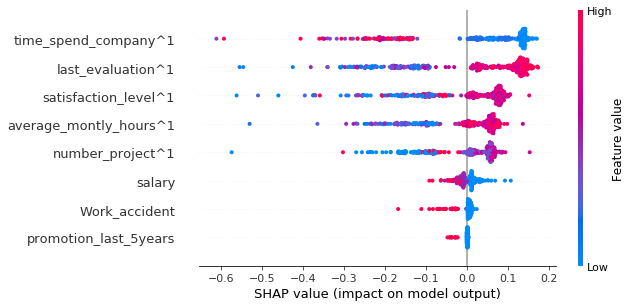 High
time_spend_company^1
last_evaluation^1
satisfaction_level^1
average_montly_hours^1
number_project^1
salary
Work_accident
promotion_last_5years
Feature value
Low
−0.6 −0.5 −0.4 −0.3 −0.2 −0.1 0.0 0.1 0.2
SHAP value (impact on model output)